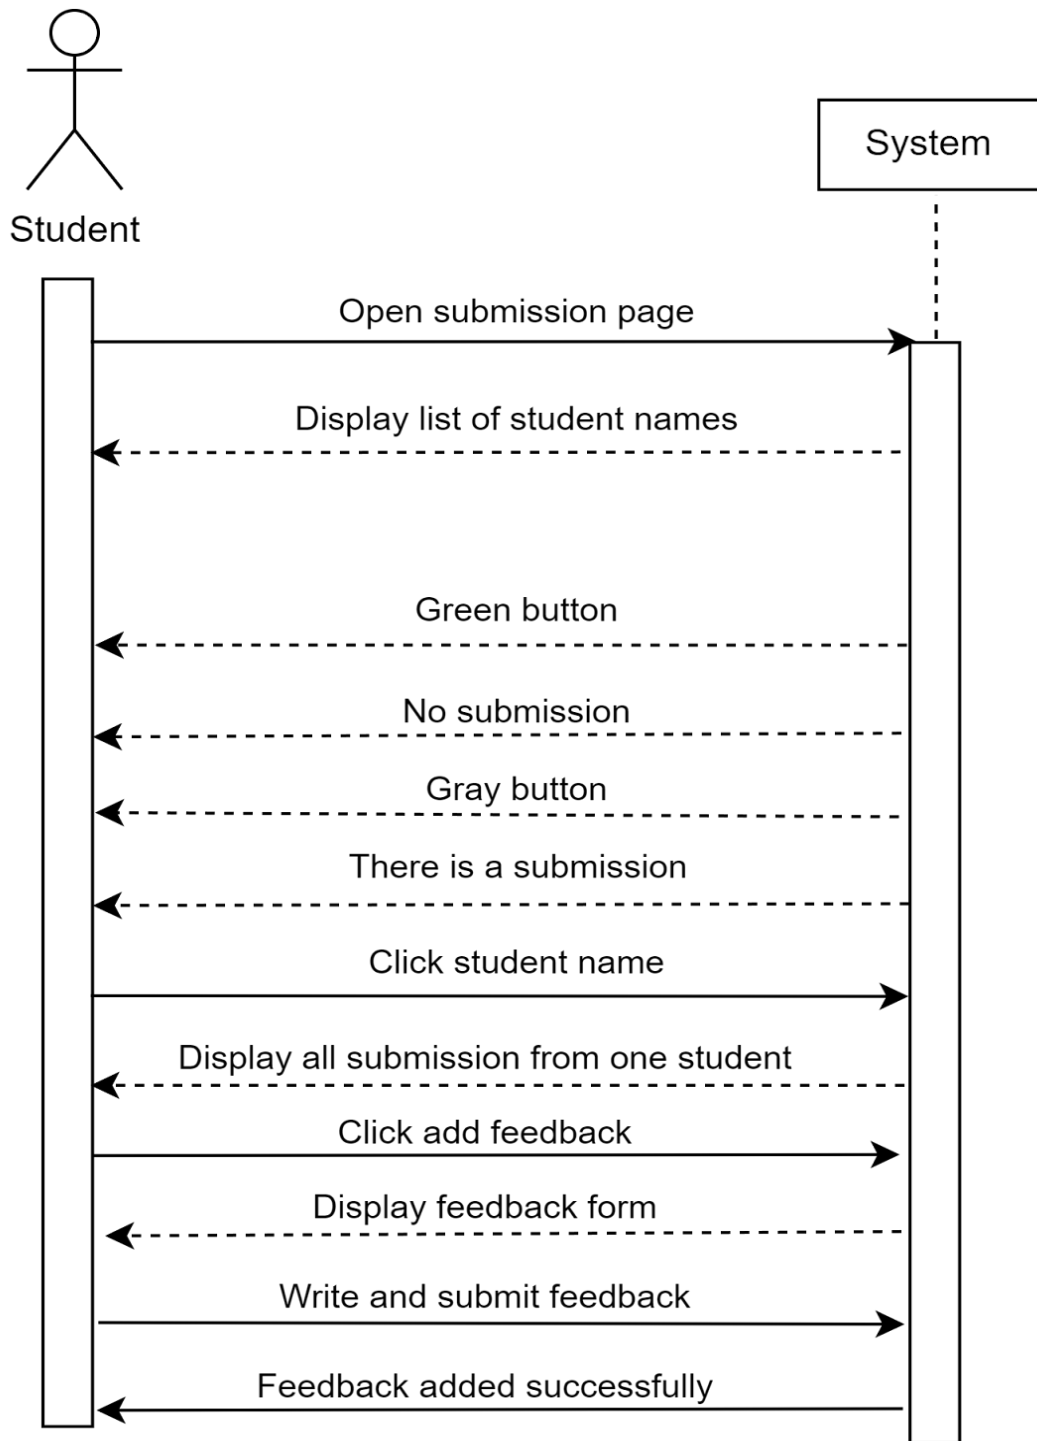 System
Student
Open submission page
Display list of student names
Green button
No submission
Gray button
There is a submission
Click student name
Display all submission from one student
Click add feedback
Display feedback form
Write and submit feedback
Feedback added successfully